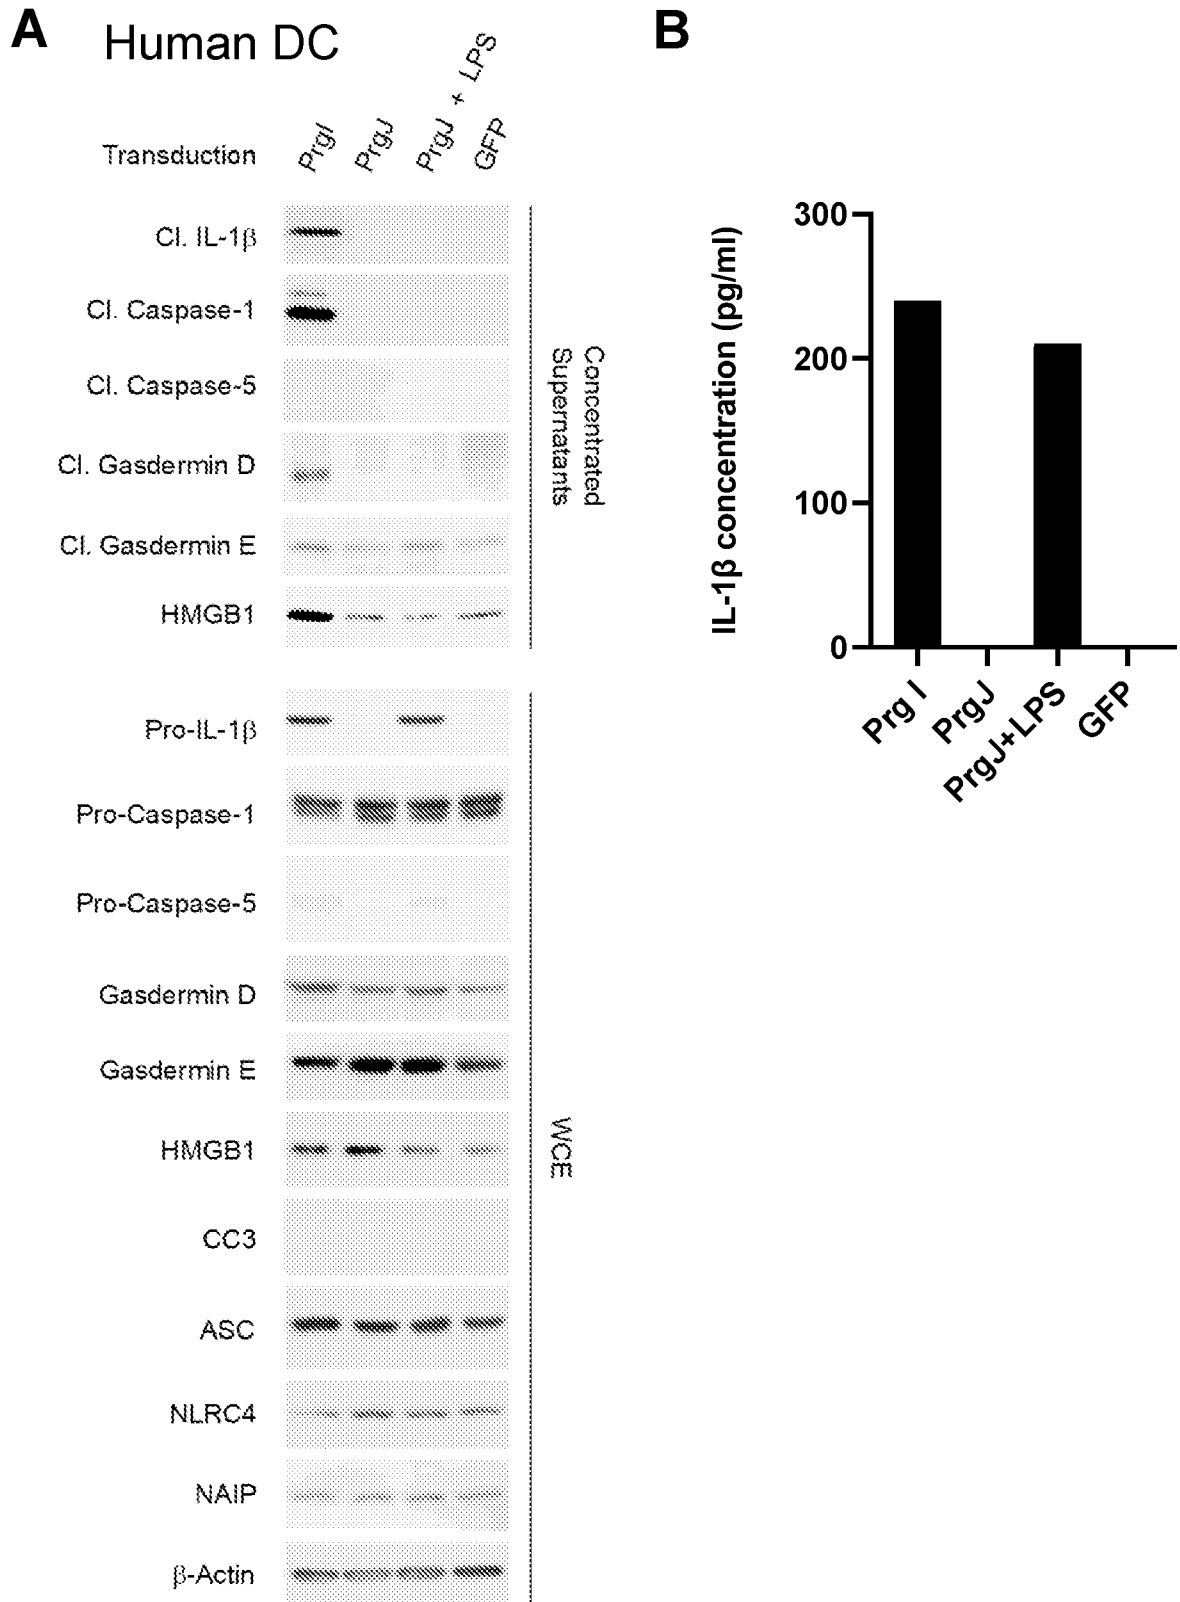 A
Human DC
Transduction
PrgI
PrgJ
PrgJ + LPS
GFP
Cl. IL-1β
Cl. Caspase-1
Cl. Caspase-5
Cl. Gasdermin D
Cl. Gasdermin E
HMGB1
Concentrated
Supernatants
Pro-IL-1β
Pro-Caspase-1
Pro-Caspase-5
Gasdermin D
Gasdermin E
HMGB1
CC3
ASC
NLRC4
NAIP
β-Actin
WCE
B
IL-1β concentration (pg/ml)
300
200
100
0
Prg I
PrgJ
PrgJ+LPS
GFP